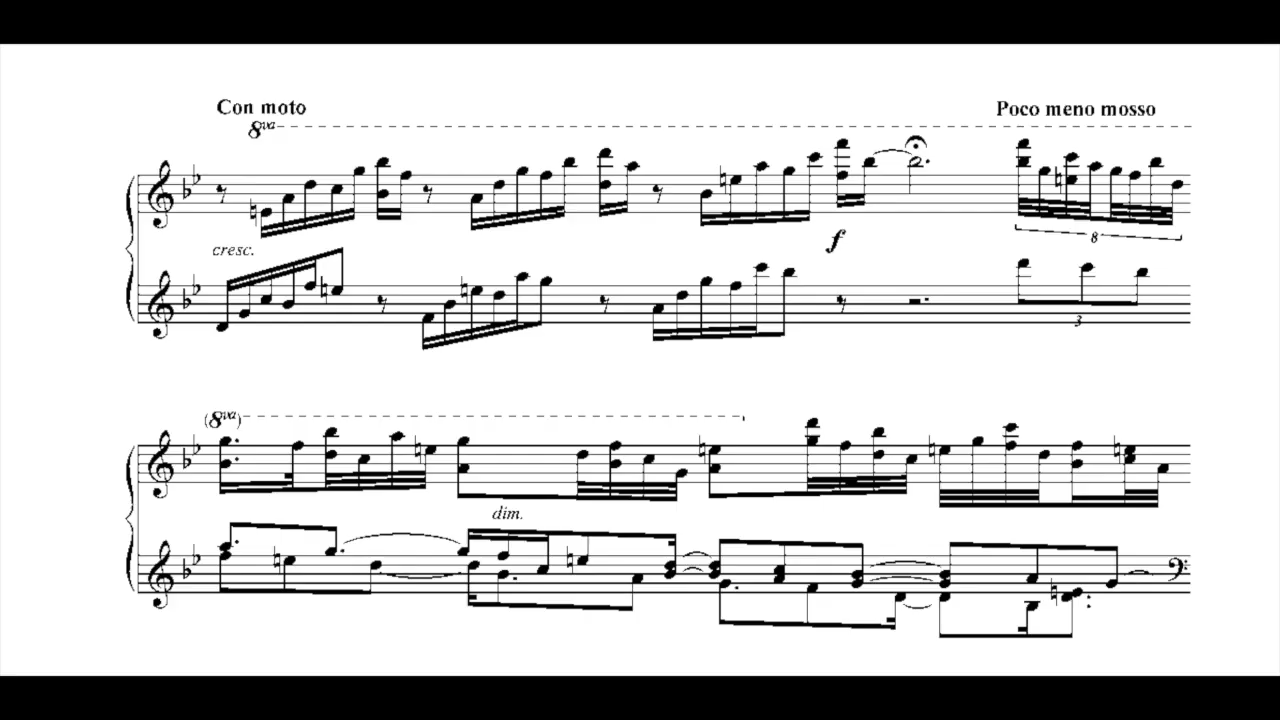 Con moto Poco meno mosso
8va
cresc.
f
8
3
(8va)
dim.